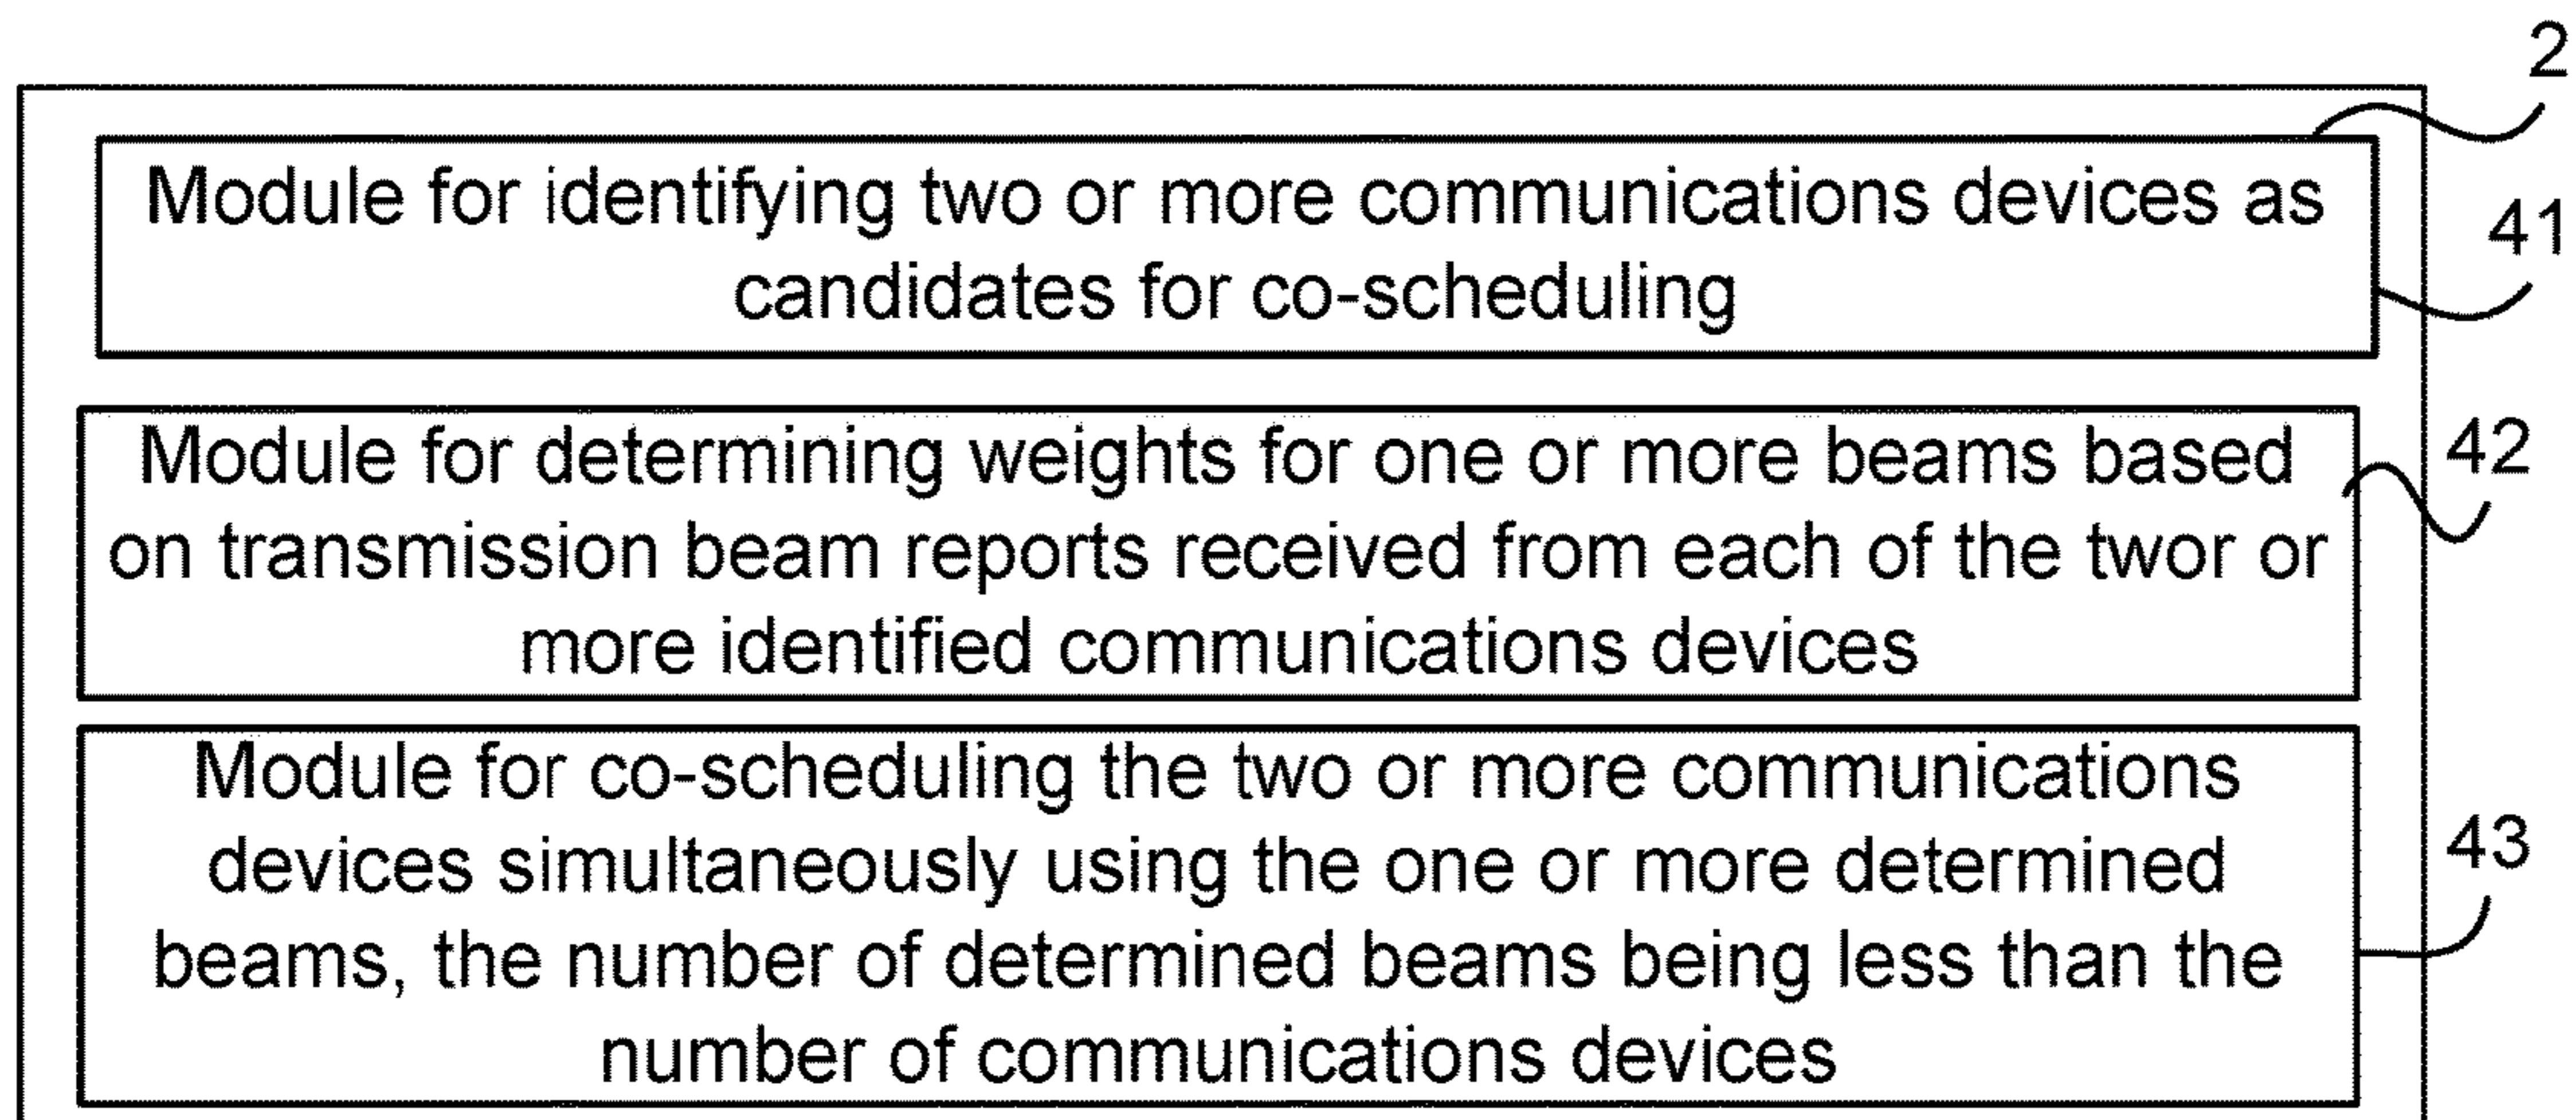 2
Module for identifying two or more communications devices as
candidates for co-scheduling
41
Module for determining weights for one or more beams based
on transmission beam reports received from each of the twor or
more identified communications devices
42
Module for co-scheduling the two or more communications
devices simultaneously using the one or more determined
beams, the number of determined beams being less than the
number of communications devices
43